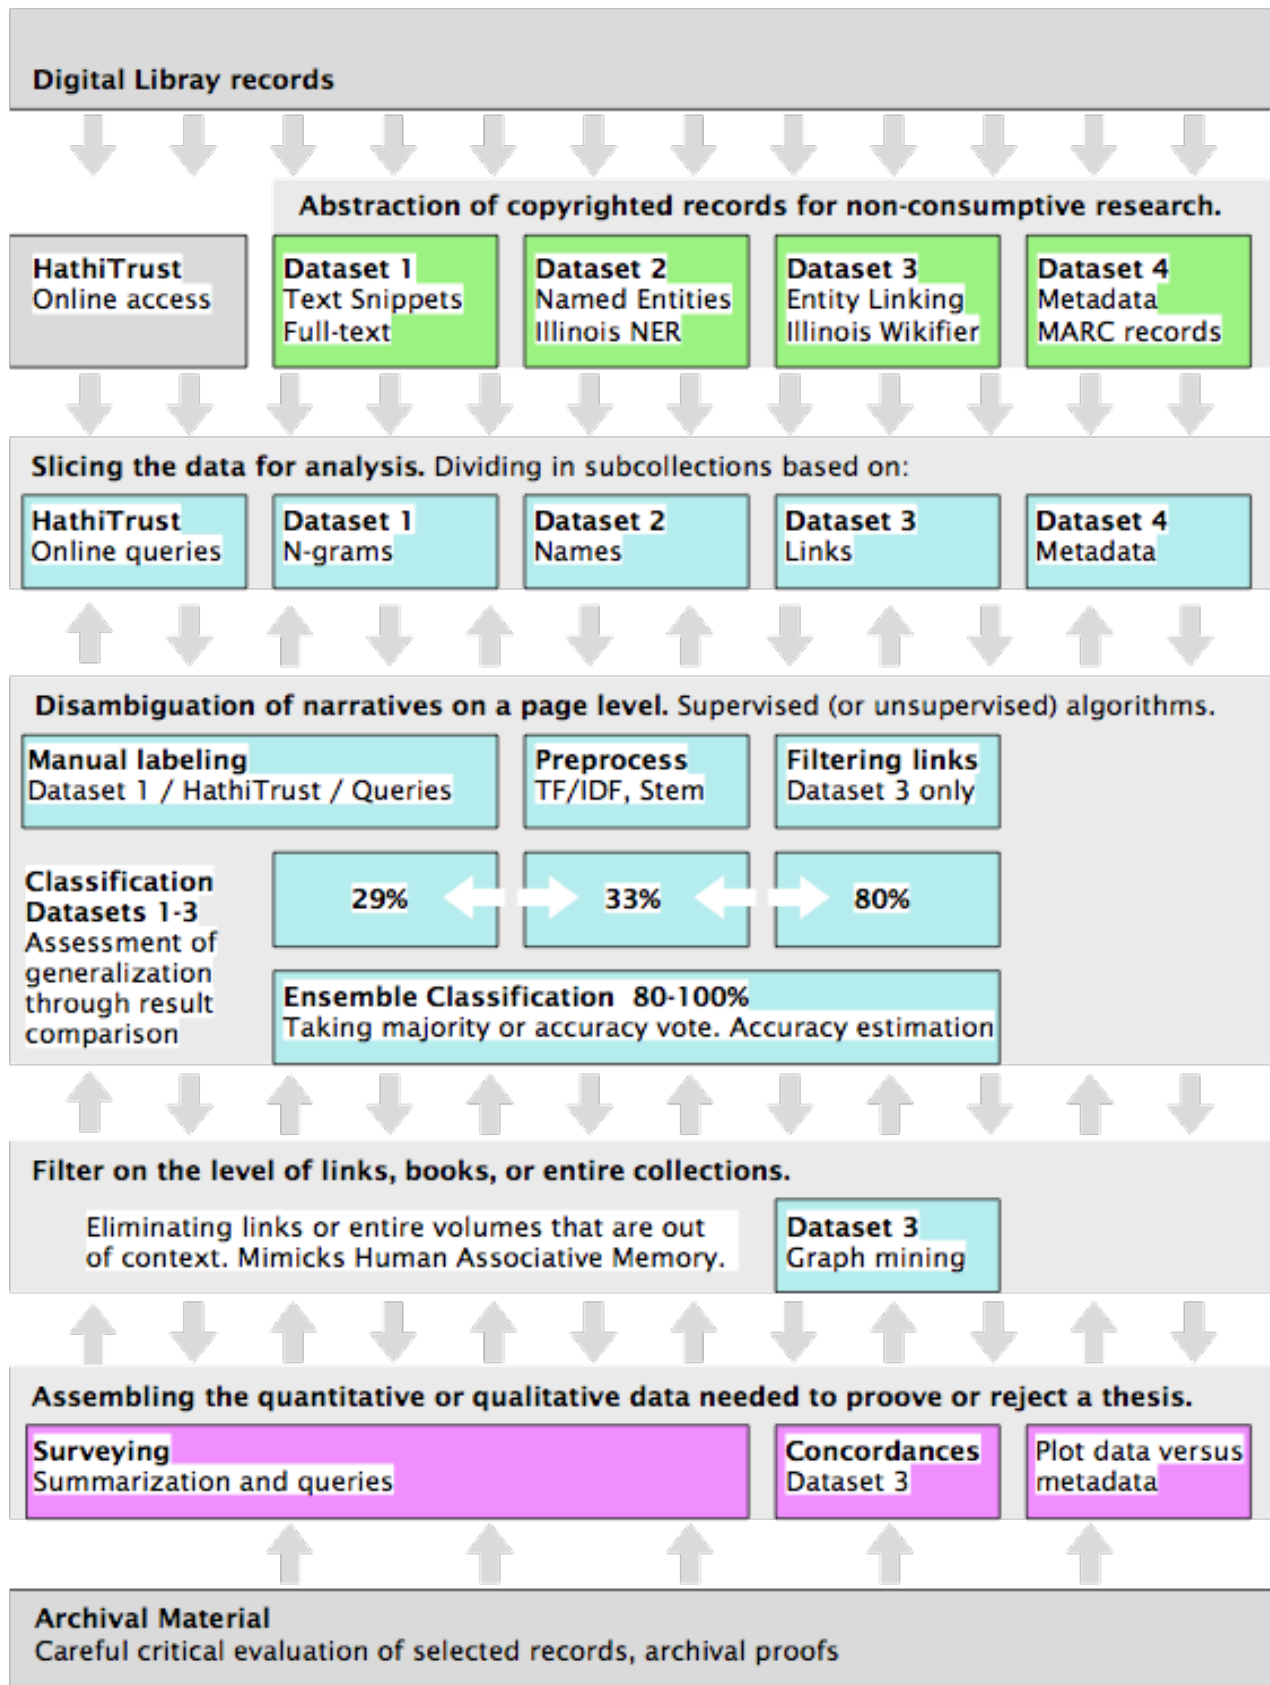 Digital Libray records
Abstraction of copyrighted records for non-consumptive research.
HathiTrust
Online access
Dataset 1
Text Snippets
Full-text
Dataset 2
Named Entities
Illinois NER
Dataset 3
Entity Linking
Illinois Wikifier
Dataset 4
Metadata
MARC records
Slicing the data for analysis. Dividing in subcollections based on:
HathiTrust
Online queries
Dataset 1
N-grams
Dataset 2
Names
Dataset 3
Links
Dataset 4
Metadata
Disambiguation of narratives on a page level. Supervised (or unsupervised) algorithms.
Manual labeling
Dataset 1 / HathiTrust / Queries
Preprocess
TF/IDF, Stem
Filtering links
Dataset 3 only
Classification
Datasets 1-3
Assessment of
generalization
through result
comparison
29%
33%
80%
Ensemble Classification 80-100%
Taking majority or accuracy vote. Accuracy estimation
Filter on the level of links, books, or entire collections.
Eliminating links or entire volumes that are out
of context. Mimicks Human Associative Memory.
Dataset 3
Graph mining
Assembling the quantitative or qualitative data needed to proove or reject a thesis.
Surveying
Summarization and queries
Concordances
Dataset 3
Plot data versus
metadata
Archival Material
Careful critical evaluation of selected records, archival proofs